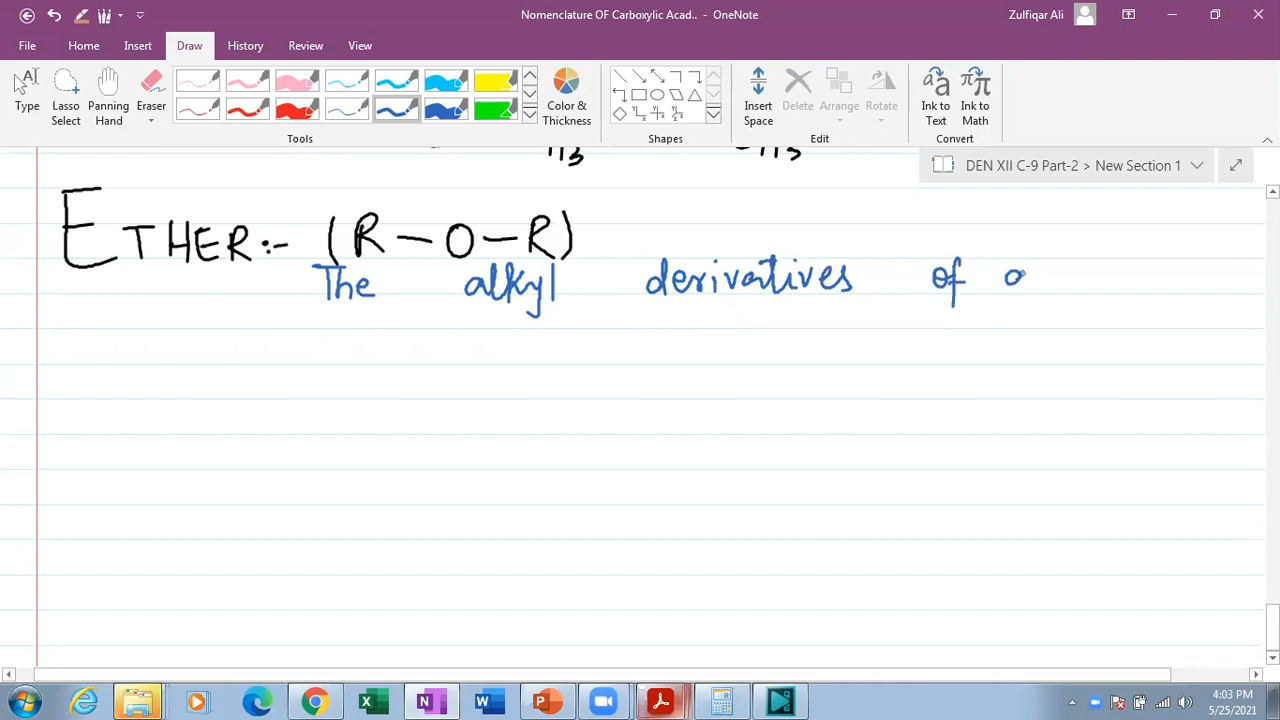 Nomenclature OF Carboxylic Acad.. - OneNote
Zulfiqar Ali
File Home Insert Draw History Review View
Type
Lasso Select
Panning Hand
Eraser
Color & Thickness
Insert Space
Delete
Arrange
Rotate
Ink to Text
Ink to Math
Tools
Shapes
Edit
Convert
DEN XII C-9 Part-2 > New Section 1
ETHER:- (R - O - R)
The alkyl derivatives of
4:03 PM
5/25/2021